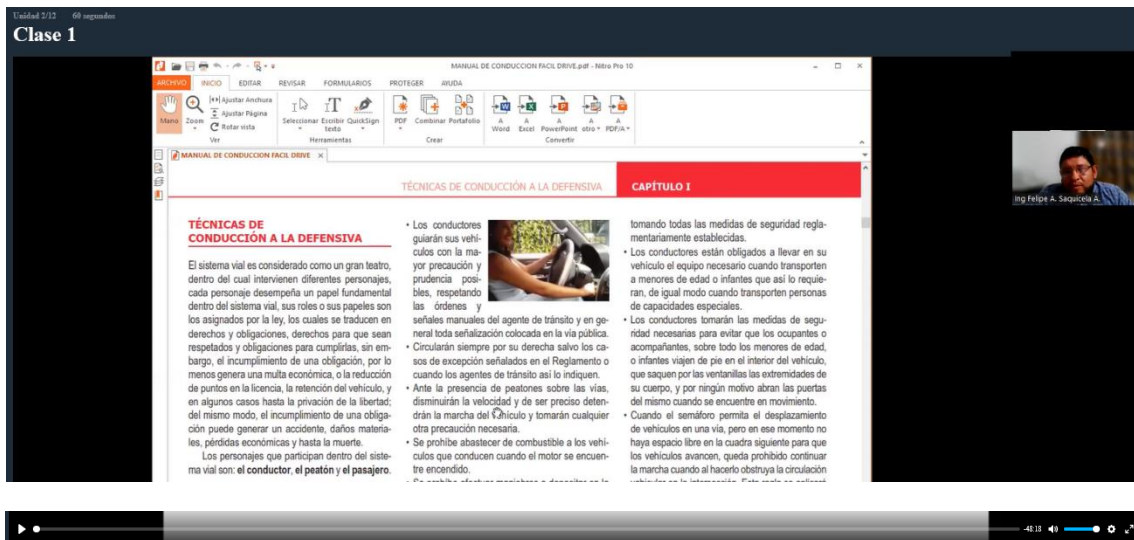 Unidad 2/12 60 segundos
Clase 1
MANUAL DE CONDUCCION FACIL DRIVE.pdf - Nitro Pro 10
ARCHIVO INICIO EDITAR REVISAR FORMULARIOS PROTEGER AYUDA
Mano
Zoom
Ajustar Anchura
Ajustar Página
Rotar vista
Ver
Seleccionar
Escribir texto
QuickSign
Herramientas
PDF
Combinar
Portafolio
Crear
A Word
A Excel
A PowerPoint
A otro
A PDF/A
Convertir
MANUAL DE CONDUCCION FACIL DRIVE
TÉCNICAS DE CONDUCCIÓN A LA DEFENSIVA
CAPÍTULO I
TÉCNICAS DE
CONDUCCIÓN A LA DEFENSIVA
El sistema vial es considerado como un gran teatro,
dentro del cual intervienen diferentes personajes,
cada personaje desempeña un papel fundamental
dentro del sistema vial, sus roles o sus papeles son
los asignados por la ley, los cuales se traducen en
derechos y obligaciones, derechos para que sean
respetados y obligaciones para cumplirlas, sin em-
bargo, el incumplimiento de una obligación, por lo
menos genera una multa económica, o la reducción
de puntos en la licencia, la retención del vehículo, y
en algunos casos hasta la privación de la libertad;
del mismo modo, el incumplimiento de una obliga-
ción puede generar un accidente, daños materia-
les, pérdidas económicas y hasta la muerte.
Los personajes que participan dentro del siste-
ma vial son: el conductor, el peatón y el pasajero.
• Los conductores
guiarán sus vehí-
culos con la ma-
yor precaución y
prudencia posi-
bles, respetando
las órdenes y
señales manuales del agente de tránsito y en ge-
neral toda señalización colocada en la vía pública.
• Circularán siempre por su derecha salvo los ca-
sos de excepción señalados en el Reglamento o
cuando los agentes de tránsito así lo indiquen.
• Ante la presencia de peatones sobre las vías,
disminuirán la velocidad y de ser preciso deten-
drán la marcha del vehículo y tomarán cualquier
otra precaución necesaria.
• Se prohíbe abastecer de combustible a los vehí-
culos que conducen cuando el motor se encuen-
tre encendido.
tomando todas las medidas de seguridad regla-
mentariamente establecidas.
• Los conductores están obligados a llevar en su
vehículo el equipo necesario cuando transporten
a menores de edad o infantes que así lo requie-
ran, de igual modo cuando transporten personas
de capacidades especiales.
• Los conductores tomarán las medidas de segu-
ridad necesarias para evitar que los ocupantes o
acompañantes, sobre todo los menores de edad,
o infantes viajen de pie en el interior del vehículo,
que saquen por las ventanillas las extremidades de
su cuerpo, y por ningún motivo abran las puertas
del mismo cuando se encuentre en movimiento.
• Cuando el semáforo permita el desplazamiento
de vehículos en una vía, pero en ese momento no
haya espacio libre en la cuadra siguiente para que
los vehículos avancen, queda prohibido continuar
la marcha cuando al hacerlo obstruya la circulación
Ing Felipe A. Saquicela A.
-48:18